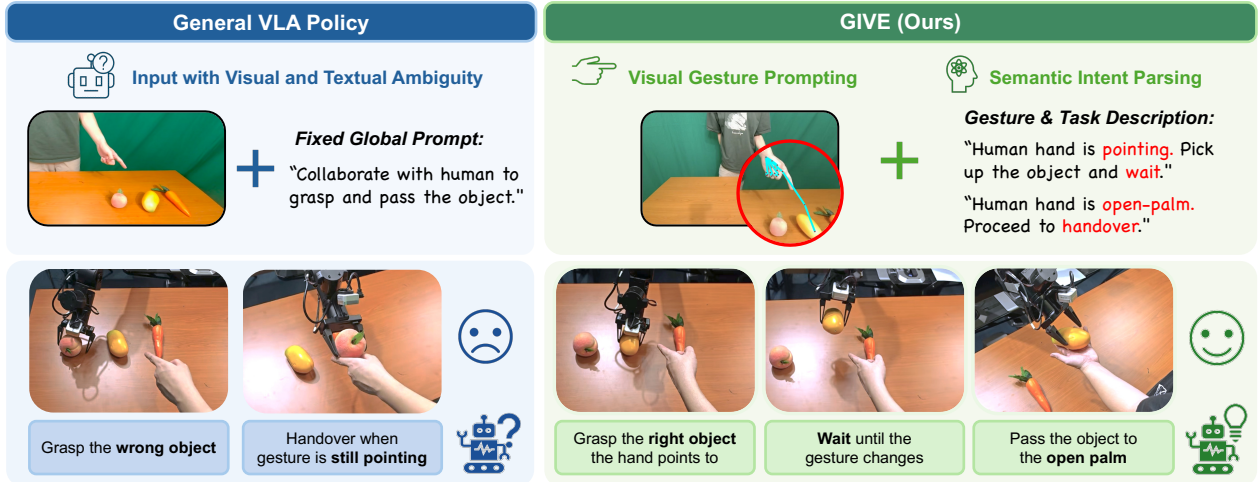 General VLA Policy
Input with Visual and Textual Ambiguity
?
Fixed Global Prompt:
“Collaborate with human to
grasp and pass the object."
Grasp the wrong object
Handover when
gesture is still pointing
?
GIVE (Ours)
Visual Gesture Prompting
Semantic Intent Parsing
Gesture & Task Description:
“Human hand is pointing. Pick
up the object and wait."
“Human hand is open-palm.
Proceed to handover."
Grasp the right object
the hand points to
Wait until the
gesture changes
Pass the object to
the open palm